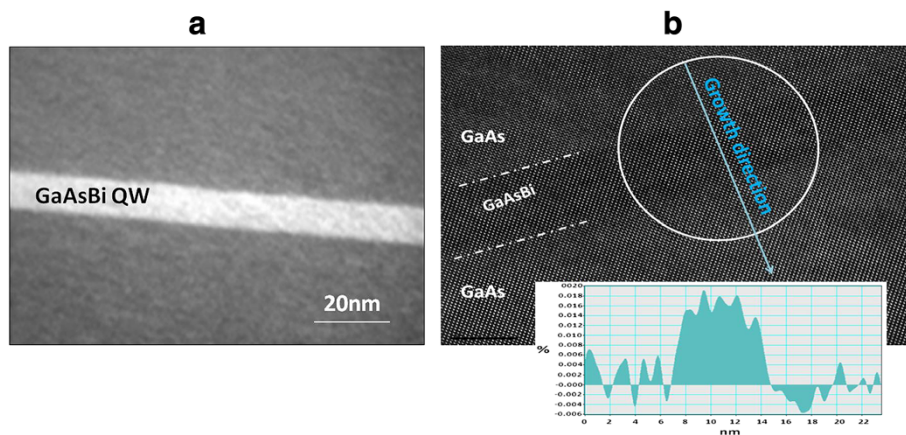 a
b
GaAsBi QW
20nm
GaAs
GaAsBi
GaAs
Growth direction
0020
0.018
0.016
0.014
0.012
0.010
0.008
0.006
0.004
0.002
-0.000
-0.002
-0.004
-0.006
%
0 2 4 6 8 10 12 14 16 18 20 22
nm